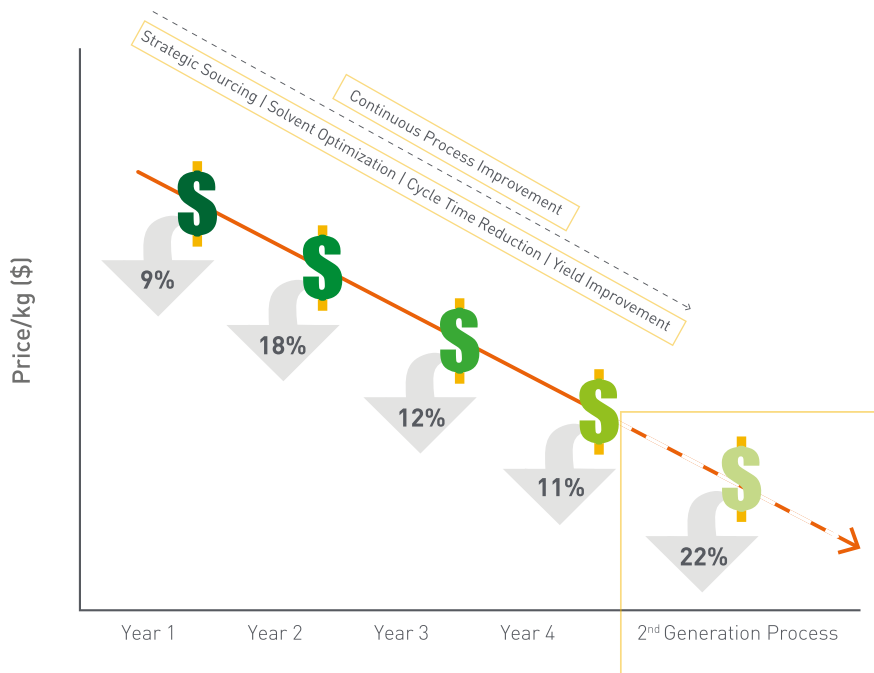 Strategic Sourcing | Solvent Optimization | Cycle Time Reduction | Yield Improvement
Continuous Process Improvement
Price/kg ($)
$
9%
$
18%
$
12%
$
11%
$
22%
Year 1
Year 2
Year 3
Year 4
2nd Generation Process